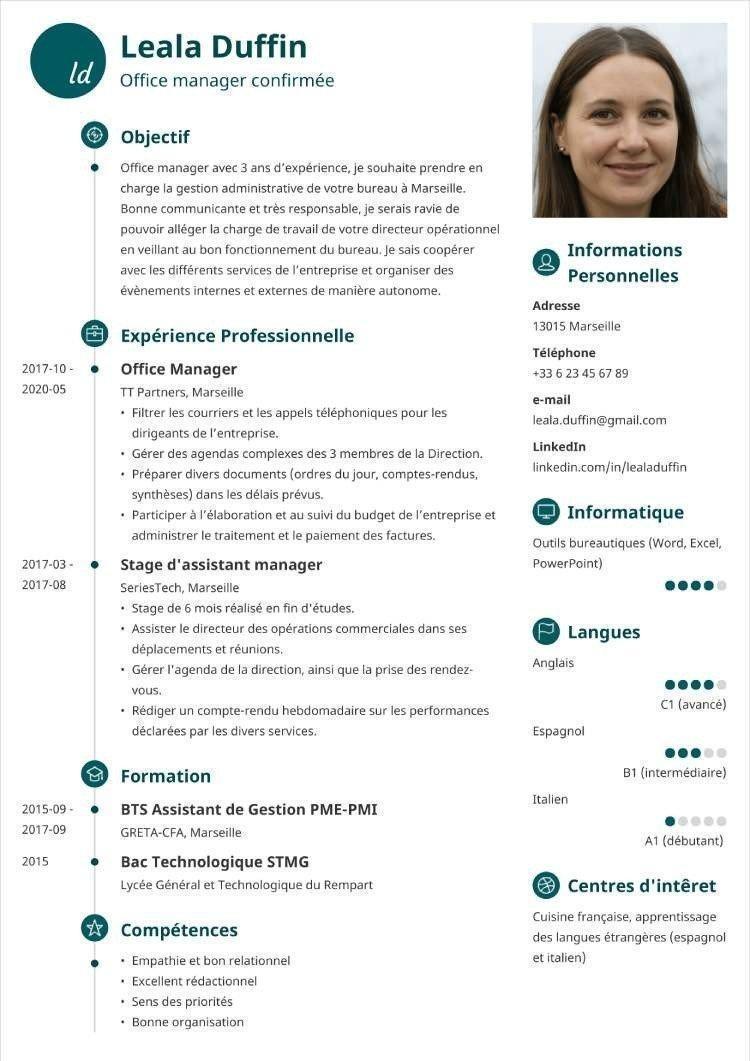 ld
Leala Duffin
Office manager confirmée
Objectif
Office manager avec 3 ans d’expérience, je souhaite prendre en
charge la gestion administrative de votre bureau à Marseille.
Bonne communicante et très responsable, je serais ravie de
pouvoir alléger la charge de travail de votre directeur opérationnel
en veillant au bon fonctionnement du bureau. Je sais coopérer
avec les différents services de l’entreprise et organiser des
évènements internes et externes de manière autonome.
Expérience Professionnelle
2017-10 -
2020-05
Office Manager
TT Partners, Marseille
• Filtrer les courriers et les appels téléphoniques pour les
dirigeants de l’entreprise.
• Gérer des agendas complexes des 3 membres de la Direction.
• Préparer divers documents (ordres du jour, comptes-rendus,
synthèses) dans les délais prévus.
• Participer à l’élaboration et au suivi du budget de l’entreprise et
administrer le traitement et le paiement des factures.
2017-03 -
2017-08
Stage d'assistant manager
SeriesTech, Marseille
• Stage de 6 mois réalisé en fin d'études.
• Assister le directeur des opérations commerciales dans ses
déplacements et réunions.
• Gérer l'agenda de la direction, ainsi que la prise des rendez-
vous.
• Rédiger un compte-rendu hebdomadaire sur les performances
déclarées par les divers services.
Formation
2015-09 -
2017-09
BTS Assistant de Gestion PME-PMI
GRETA-CFA, Marseille
2015
Bac Technologique STMG
Lycée Général et Technologique du Rempart
Compétences
• Empathie et bon relationnel
• Excellent rédactionnel
• Sens des priorités
• Bonne organisation
Informations
Personnelles
Adresse
13015 Marseille
Téléphone
+33 6 23 45 67 89
e-mail
leala.duffin@gmail.com
LinkedIn
linkedin.com/in/lealaduffin
Informatique
Outils bureautiques (Word, Excel,
PowerPoint)
Langues
Anglais
C1 (avancé)
Espagnol
B1 (intermédiaire)
Italien
A1 (débutant)
Centres d'intêret
Cuisine française, apprentissage
des langues étrangères (espagnol
et italien)